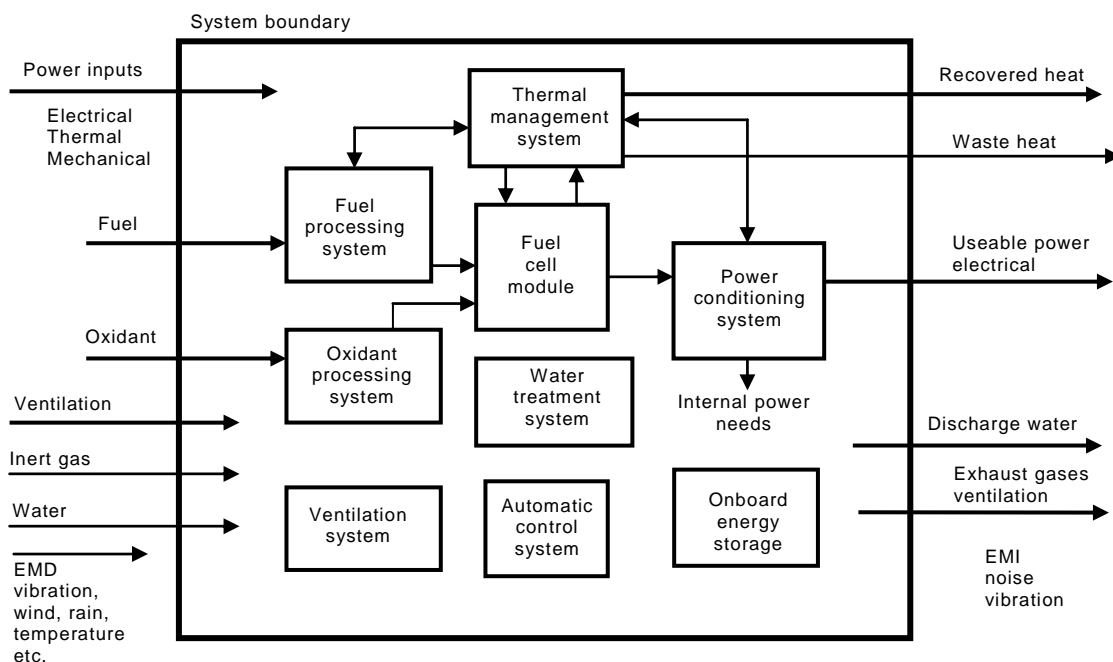 System boundary
Power inputs
Electrical
Thermal
Mechanical
Fuel
Oxidant
Ventilation
Inert gas
Water
EMD
vibration,
wind, rain,
temperature
etc.
Thermal
management
system
Fuel
processing
system
Fuel
cell
module
Power
conditioning
system
Oxidant
processing
system
Water
treatment
system
Internal power
needs
Ventilation
system
Automatic
control
system
Onboard
energy
storage
Recovered heat
Waste heat
Useable power
electrical
Discharge water
Exhaust gases
ventilation
EMI
noise
vibration